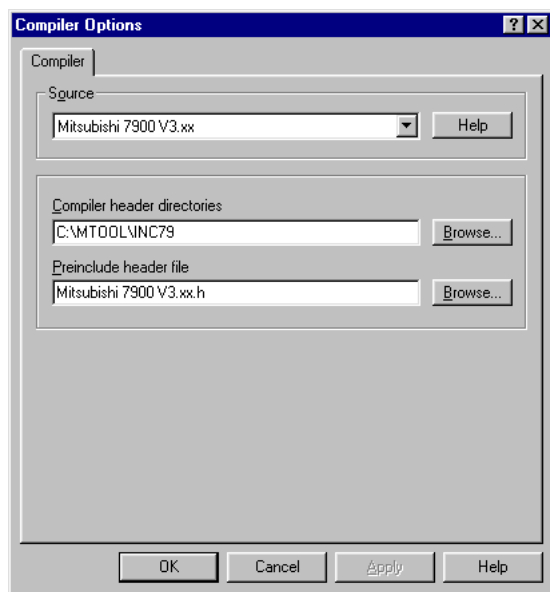 Compiler Options
Compiler
Source
Mitsubishi 7900 V3.xx
Help
Compiler header directories
C:\MTOOL\INC79
Browse...
Preinclude header file
Mitsubishi 7900 V3.xx.h
Browse...
OK Cancel Apply Help